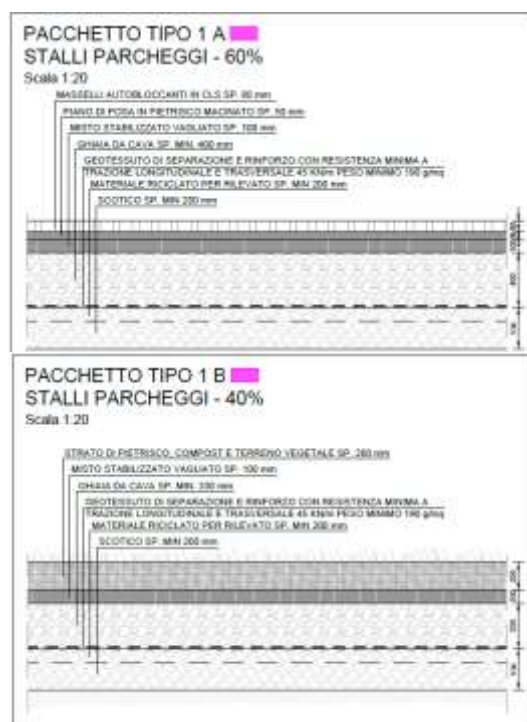 PACCHETTO TIPO 1 A
STALLI PARCHEGGI - 60%
Scala 1:20
MASSELLI AUTOBLOCCANTI IN CLS SP. 80 mm
PIANO DI POSA IN PIETRISCO MACINATO SP. 50 mm
MISTO STABILIZZATO VAGLIATO SP. 100 mm
GHIAIA DA CAVA SP. MIN. 400 mm
GEOTESSUTO DI SEPARAZIONE E RINFORZO CON RESISTENZA MINIMA A
TRAZIONE LONGITUDINALE E TRASVERSALE 45 KN/m PESO MINIMO 190 g/mq
MATERIALE RICICLATO PER RILEVATO SP. MIN 200 mm
SCOTICO SP. MIN 200 mm
400
PACCHETTO TIPO 1 B
STALLI PARCHEGGI - 40%
Scala 1:20
STRATO DI PIETRISCO, COMPOST E TERRENO VEGETALE SP. 200 mm
MISTO STABILIZZATO VAGLIATO SP. 100 mm
GHIAIA DA CAVA SP. MIN. 330 mm
GEOTESSUTO DI SEPARAZIONE E RINFORZO CON RESISTENZA MINIMA A
TRAZIONE LONGITUDINALE E TRASVERSALE 45 KN/m PESO MINIMO 190 g/mq
MATERIALE RICICLATO PER RILEVATO SP. MIN 200 mm
SCOTICO SP. MIN 200 mm
200